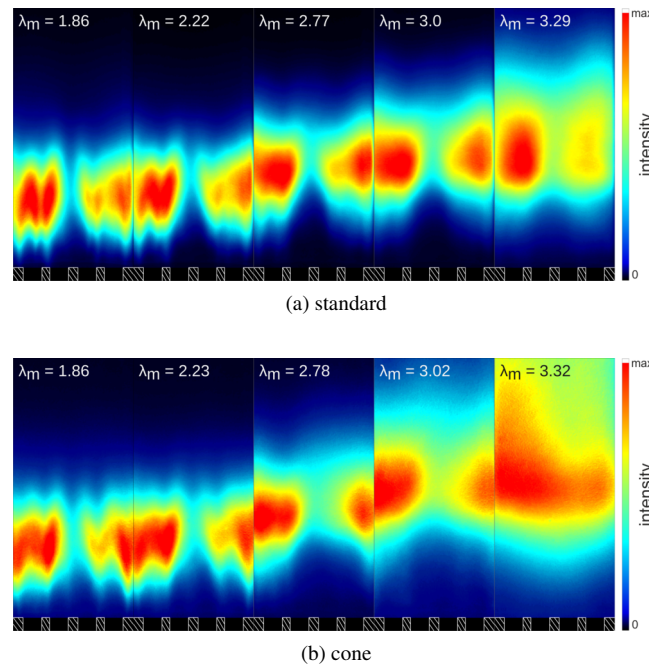 λm = 1.86 λm = 2.22 λm = 2.77 λm = 3.0 λm = 3.29
max
intensity
0
(a) standard
λm = 1.86 λm = 2.23 λm = 2.78 λm = 3.02 λm = 3.32
max
intensity
0
(b) cone